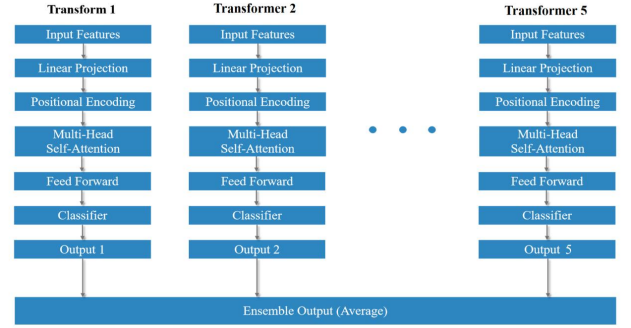 Transform 1
Input Features
Linear Projection
Positional Encoding
Multi-Head
Self-Attention
Feed Forward
Classifier
Output 1
Transformer 2
Input Features
Linear Projection
Positional Encoding
Multi-Head
Self-Attention
Feed Forward
Classifier
Output 2
Transformer 5
Input Features
Linear Projection
Positional Encoding
Multi-Head
Self-Attention
Feed Forward
Classifier
Output 5
Ensemble Output (Average)